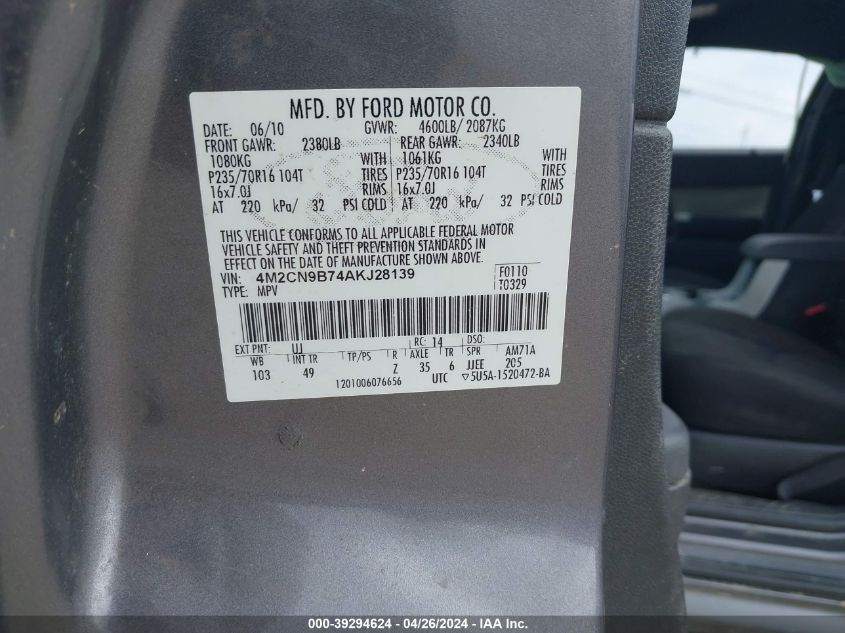 MFD. BY FORD MOTOR CO.
DATE: 06/10 GVWR: 4600LB/ 2087KG
FRONT GAWR: 2380LB REAR GAWR: 2340LB
1080KG WITH 1061KG WITH
P235/70R16 104T TIRES P235/70R16 104T TIRES
16x7.0J RIMS 16x7.0J RIMS
AT 220 kPa/ 32 PSI COLD AT 220 kPa/ 32 PSI COLD
THIS VEHICLE CONFORMS TO ALL APPLICABLE FEDERAL MOTOR
VEHICLE SAFETY AND THEFT PREVENTION STANDARDS IN
EFFECT ON THE DATE OF MANUFACTURE SHOWN ABOVE.
VIN: 4M2CN9B74AKJ28139 F0110
TYPE: MPV T0329
EXT PNT: UJ RC: 14 DSO:
WB INT TR TP/PS R AXLE TR SPR AM71A
103 49 Z 35 6 JJEE 205
1201006076656 UTC ▽5U5A-1520472-BA
000-39294624 - 04/26/2024 - IAA Holdings, LLC.